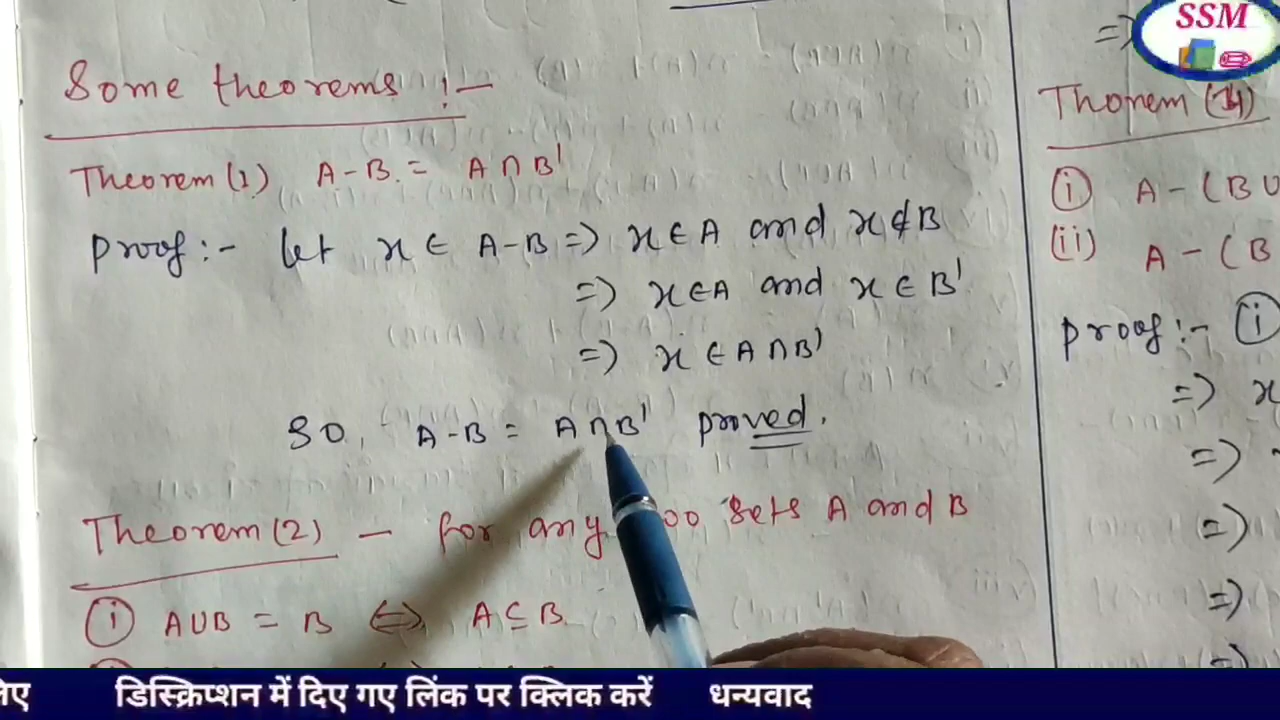 SSM
Some theorems :-
Theorem (1) A-B = A∩B'
Proof :- let x ∈ A-B => x∈A and x∉B
=> x∈A and x ∈ B'
=> x ∈ A∩B'
SO, A-B = A∩B' proved.
Theorem (2) - for any sets A and B
(i) A∪B = B <=> A⊆B
=>
Theorem
(i) A-(B∪
(ii) A-(B
Proof :- (i)
=> x
=>
=>
=>
=>
डिस्क्रिप्शन में दिए गए लिंक पर क्लिक करें धन्यवाद